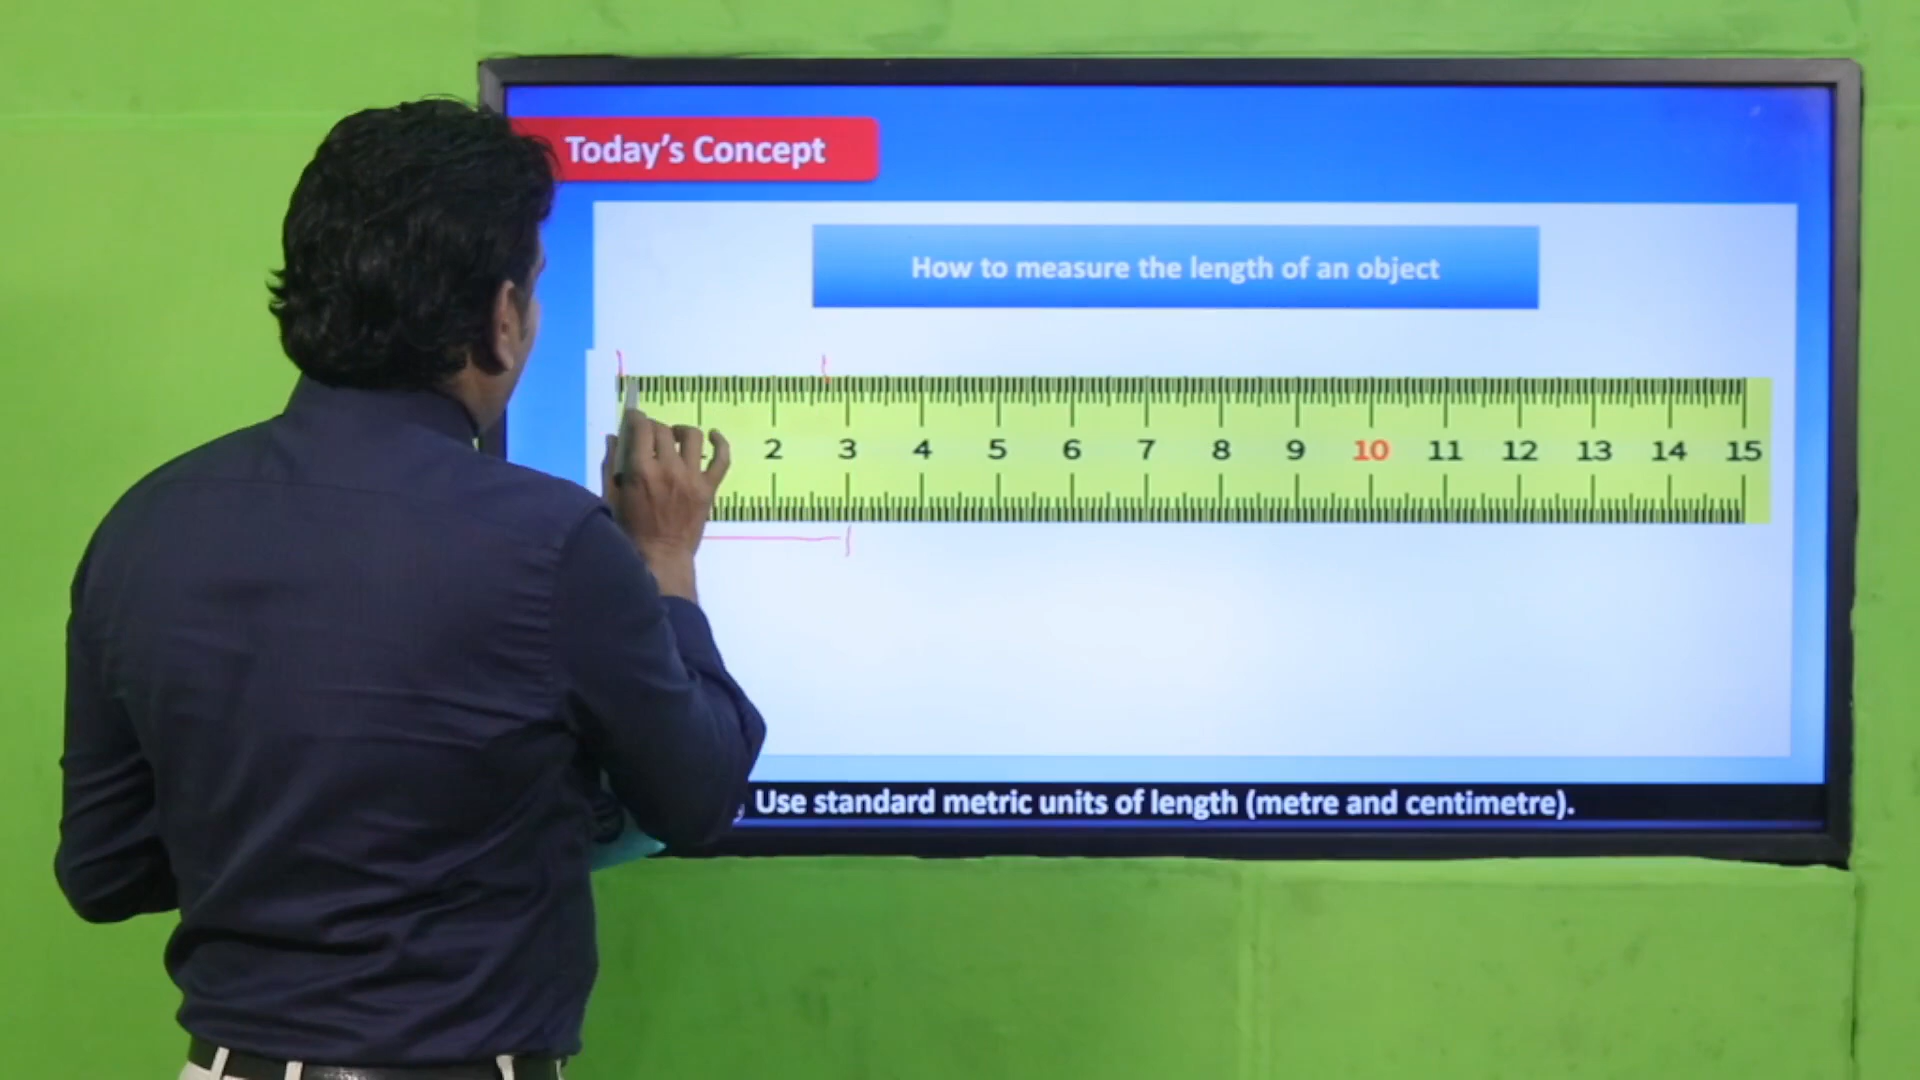 Today's Concept
How to measure the length of an object
2 3 4 5 6 7 8 9 10 11 12 13 14 15
Use standard metric units of length (metre and centimetre).